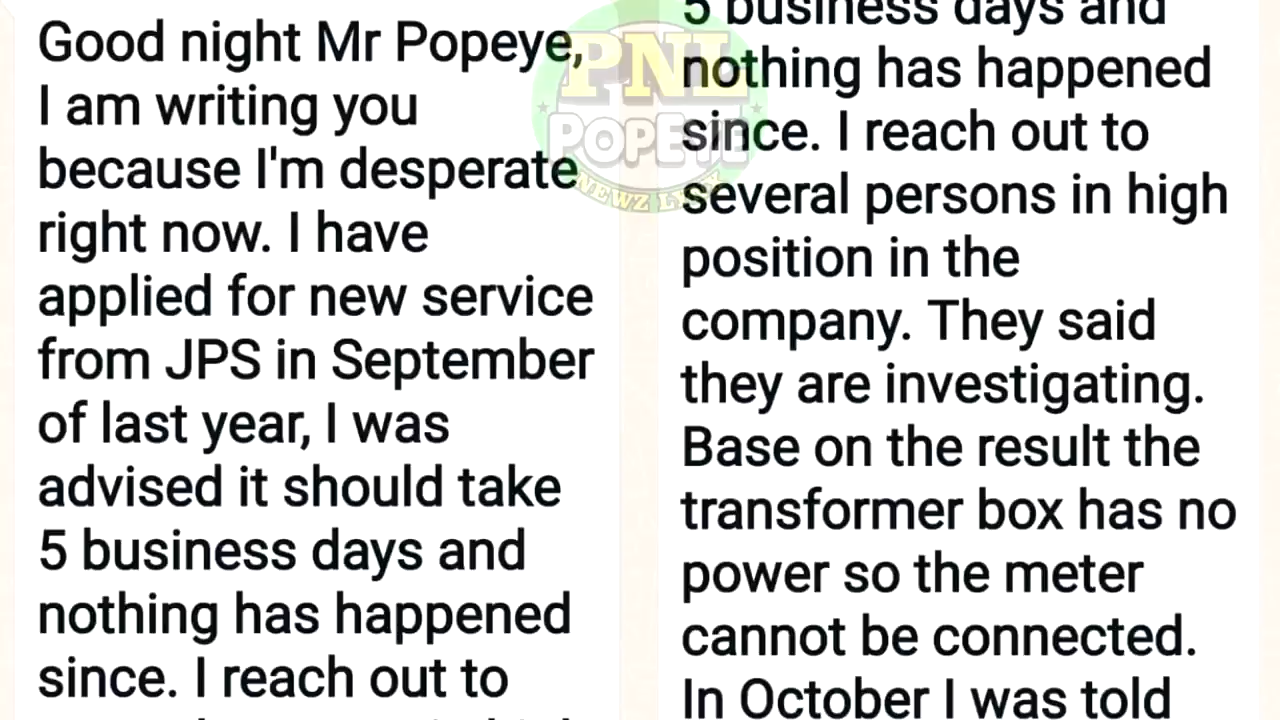 Good night Mr Popeye,
I am writing you
because I'm desperate
right now. I have
applied for new service
from JPS in September
of last year, I was
advised it should take
5 business days and
nothing has happened
since. I reach out to
5 business days and
nothing has happened
since. I reach out to
several persons in high
position in the
company. They said
they are investigating.
Base on the result the
transformer box has no
power so the meter
cannot be connected.
In October I was told
PNI
POPEYE
NEWZ